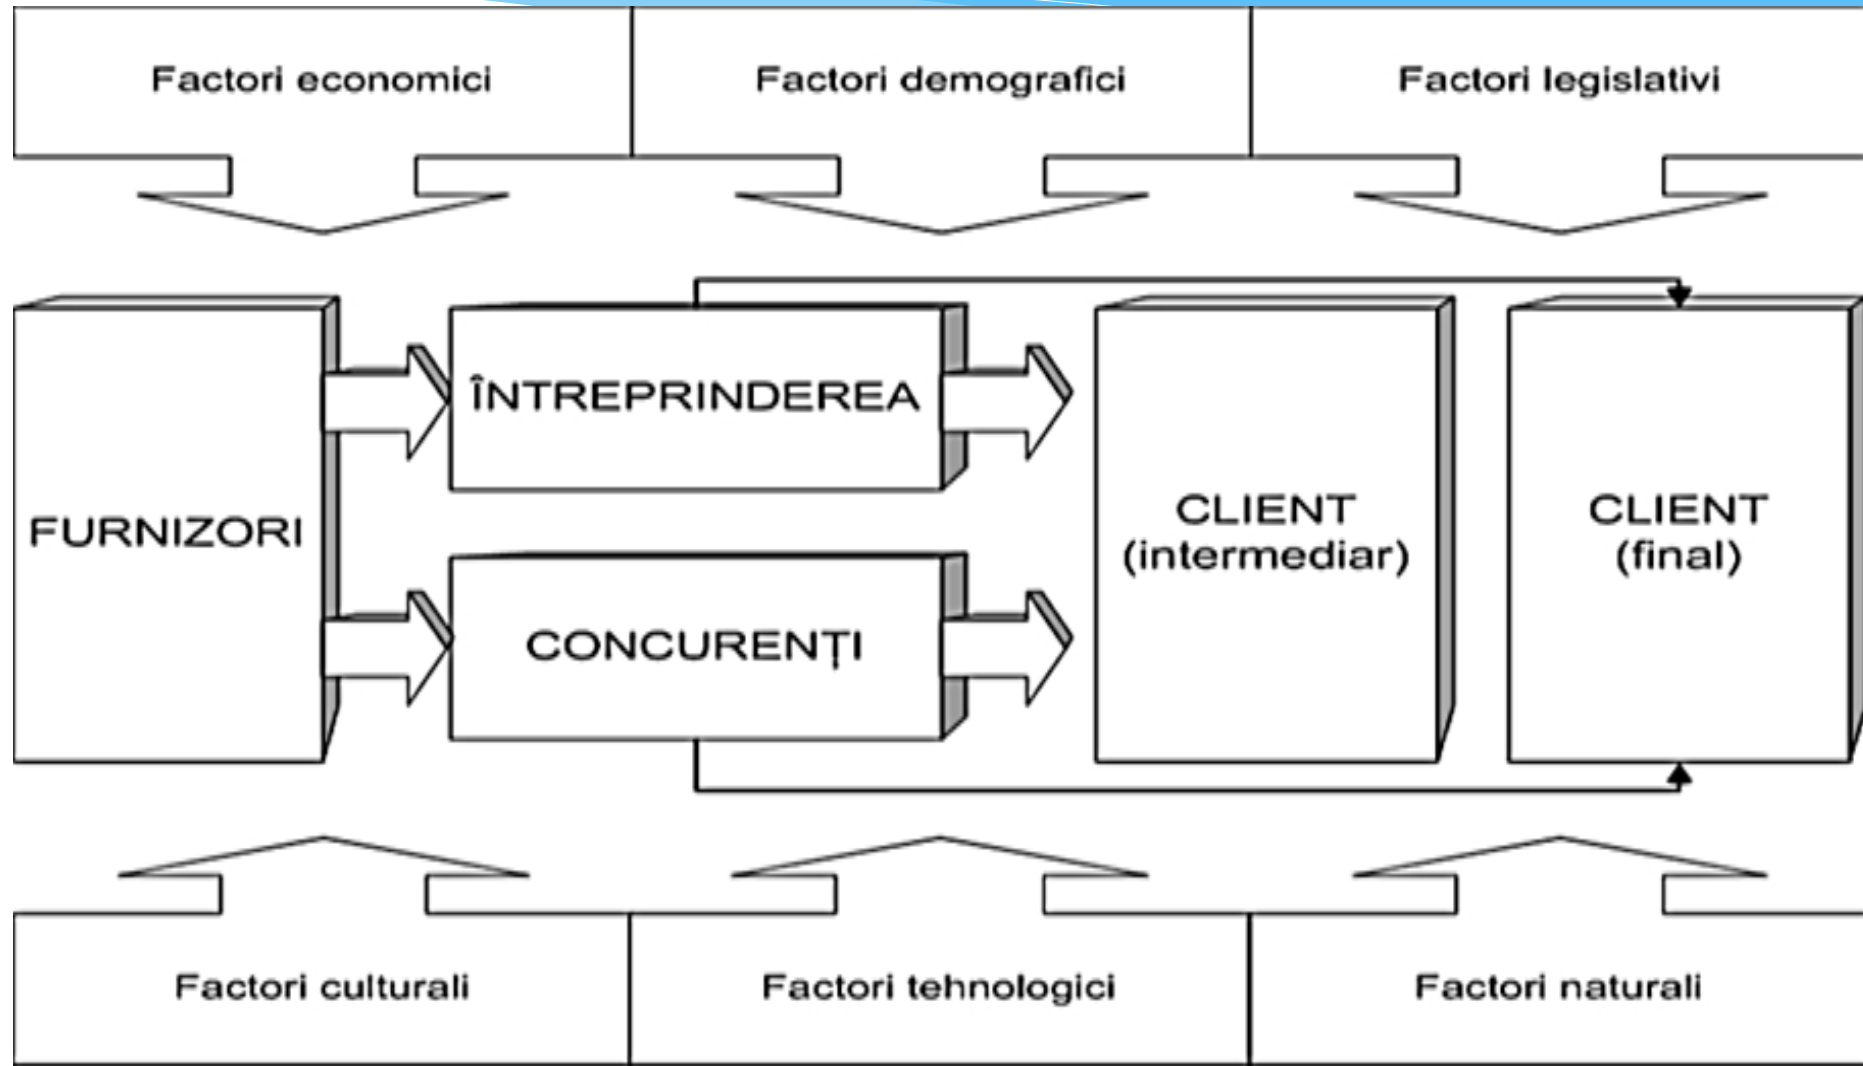 Factori economici
Factori demografici
Factori legislativi
FURNIZORI
ÎNTREPRINDEREA
CONCURENȚI
CLIENT
(intermediar)
CLIENT
(final)
Factori culturali
Factori tehnologici
Factori naturali